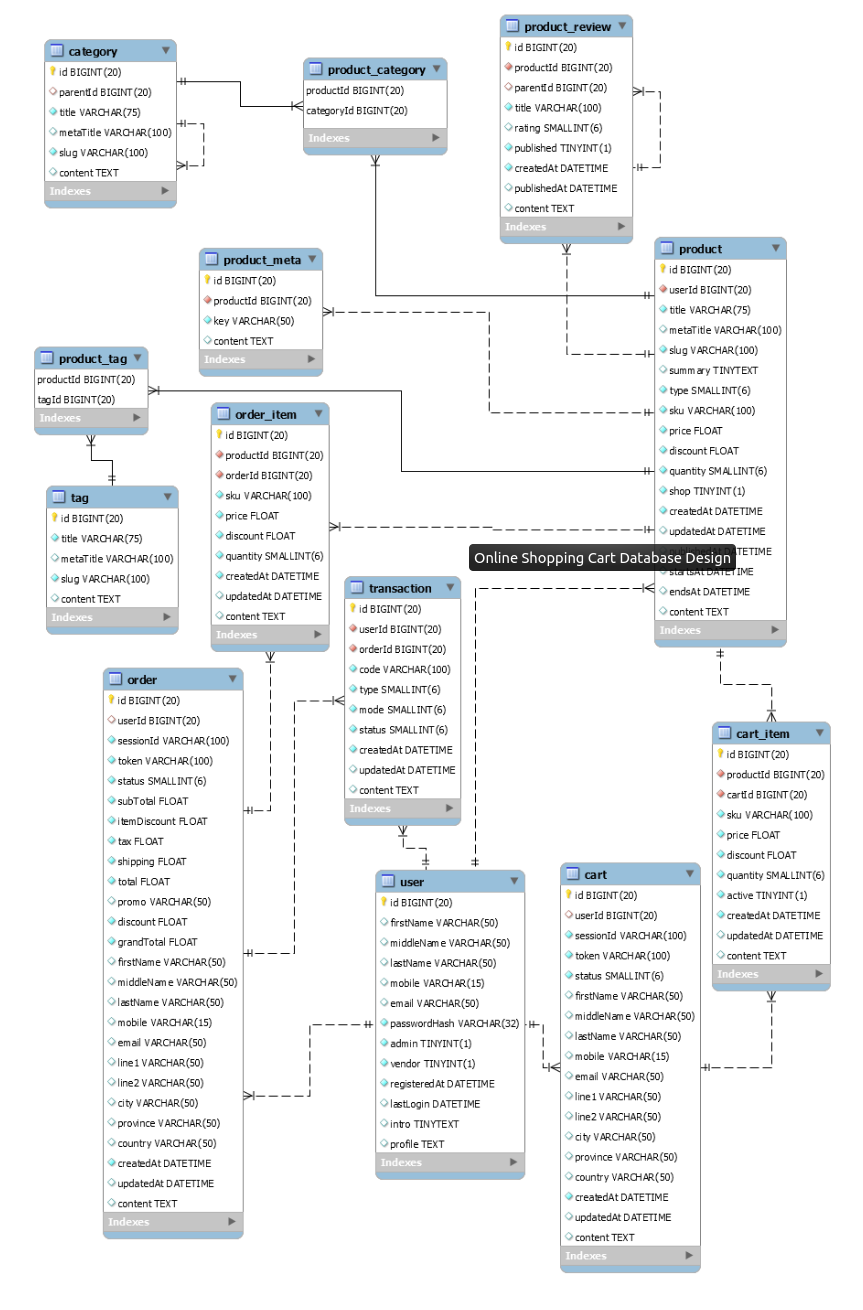 category
id BIGINT(20)
parentId BIGINT(20)
title VARCHAR(75)
metaTitle VARCHAR(100)
slug VARCHAR(100)
content TEXT
Indexes
product_category
productId BIGINT(20)
categoryId BIGINT(20)
Indexes
product_review
id BIGINT(20)
productId BIGINT(20)
parentId BIGINT(20)
title VARCHAR(100)
rating SMALLINT(6)
published TINYINT(1)
createdAt DATETIME
publishedAt DATETIME
content TEXT
Indexes
product_meta
id BIGINT(20)
productId BIGINT(20)
key VARCHAR(50)
content TEXT
Indexes
product
id BIGINT(20)
userId BIGINT(20)
title VARCHAR(75)
metaTitle VARCHAR(100)
slug VARCHAR(100)
summary TINYTEXT
type SMALLINT(6)
sku VARCHAR(100)
price FLOAT
discount FLOAT
quantity SMALLINT(6)
shop TINYINT(1)
createdAt DATETIME
updatedAt DATETIME
publishedAt DATETIME
startsAt DATETIME
endsAt DATETIME
content TEXT
Indexes
Online Shopping Cart Database Design
product_tag
productId BIGINT(20)
tagId BIGINT(20)
Indexes
tag
id BIGINT(20)
title VARCHAR(75)
metaTitle VARCHAR(100)
slug VARCHAR(100)
content TEXT
Indexes
order_item
id BIGINT(20)
productId BIGINT(20)
orderId BIGINT(20)
sku VARCHAR(100)
price FLOAT
discount FLOAT
quantity SMALLINT(6)
createdAt DATETIME
updatedAt DATETIME
content TEXT
Indexes
transaction
id BIGINT(20)
userId BIGINT(20)
orderId BIGINT(20)
code VARCHAR(100)
type SMALLINT(6)
mode SMALLINT(6)
status SMALLINT(6)
createdAt DATETIME
updatedAt DATETIME
content TEXT
Indexes
order
id BIGINT(20)
userId BIGINT(20)
sessionId VARCHAR(100)
token VARCHAR(100)
status SMALLINT(6)
subTotal FLOAT
itemDiscount FLOAT
tax FLOAT
shipping FLOAT
total FLOAT
promo VARCHAR(50)
discount FLOAT
grandTotal FLOAT
firstName VARCHAR(50)
middleName VARCHAR(50)
lastName VARCHAR(50)
mobile VARCHAR(15)
email VARCHAR(50)
line1 VARCHAR(50)
line2 VARCHAR(50)
city VARCHAR(50)
province VARCHAR(50)
country VARCHAR(50)
createdAt DATETIME
updatedAt DATETIME
content TEXT
Indexes
user
id BIGINT(20)
firstName VARCHAR(50)
middleName VARCHAR(50)
lastName VARCHAR(50)
mobile VARCHAR(15)
email VARCHAR(50)
passwordHash VARCHAR(32)
admin TINYINT(1)
vendor TINYINT(1)
registeredAt DATETIME
lastLogin DATETIME
intro TINYTEXT
profile TEXT
Indexes
cart
id BIGINT(20)
userId BIGINT(20)
sessionId VARCHAR(100)
token VARCHAR(100)
status SMALLINT(6)
firstName VARCHAR(50)
middleName VARCHAR(50)
lastName VARCHAR(50)
mobile VARCHAR(15)
email VARCHAR(50)
line1 VARCHAR(50)
line2 VARCHAR(50)
city VARCHAR(50)
province VARCHAR(50)
country VARCHAR(50)
createdAt DATETIME
updatedAt DATETIME
content TEXT
Indexes
cart_item
id BIGINT(20)
productId BIGINT(20)
cartId BIGINT(20)
sku VARCHAR(100)
price FLOAT
discount FLOAT
quantity SMALLINT(6)
active TINYINT(1)
createdAt DATETIME
updatedAt DATETIME
content TEXT
Indexes